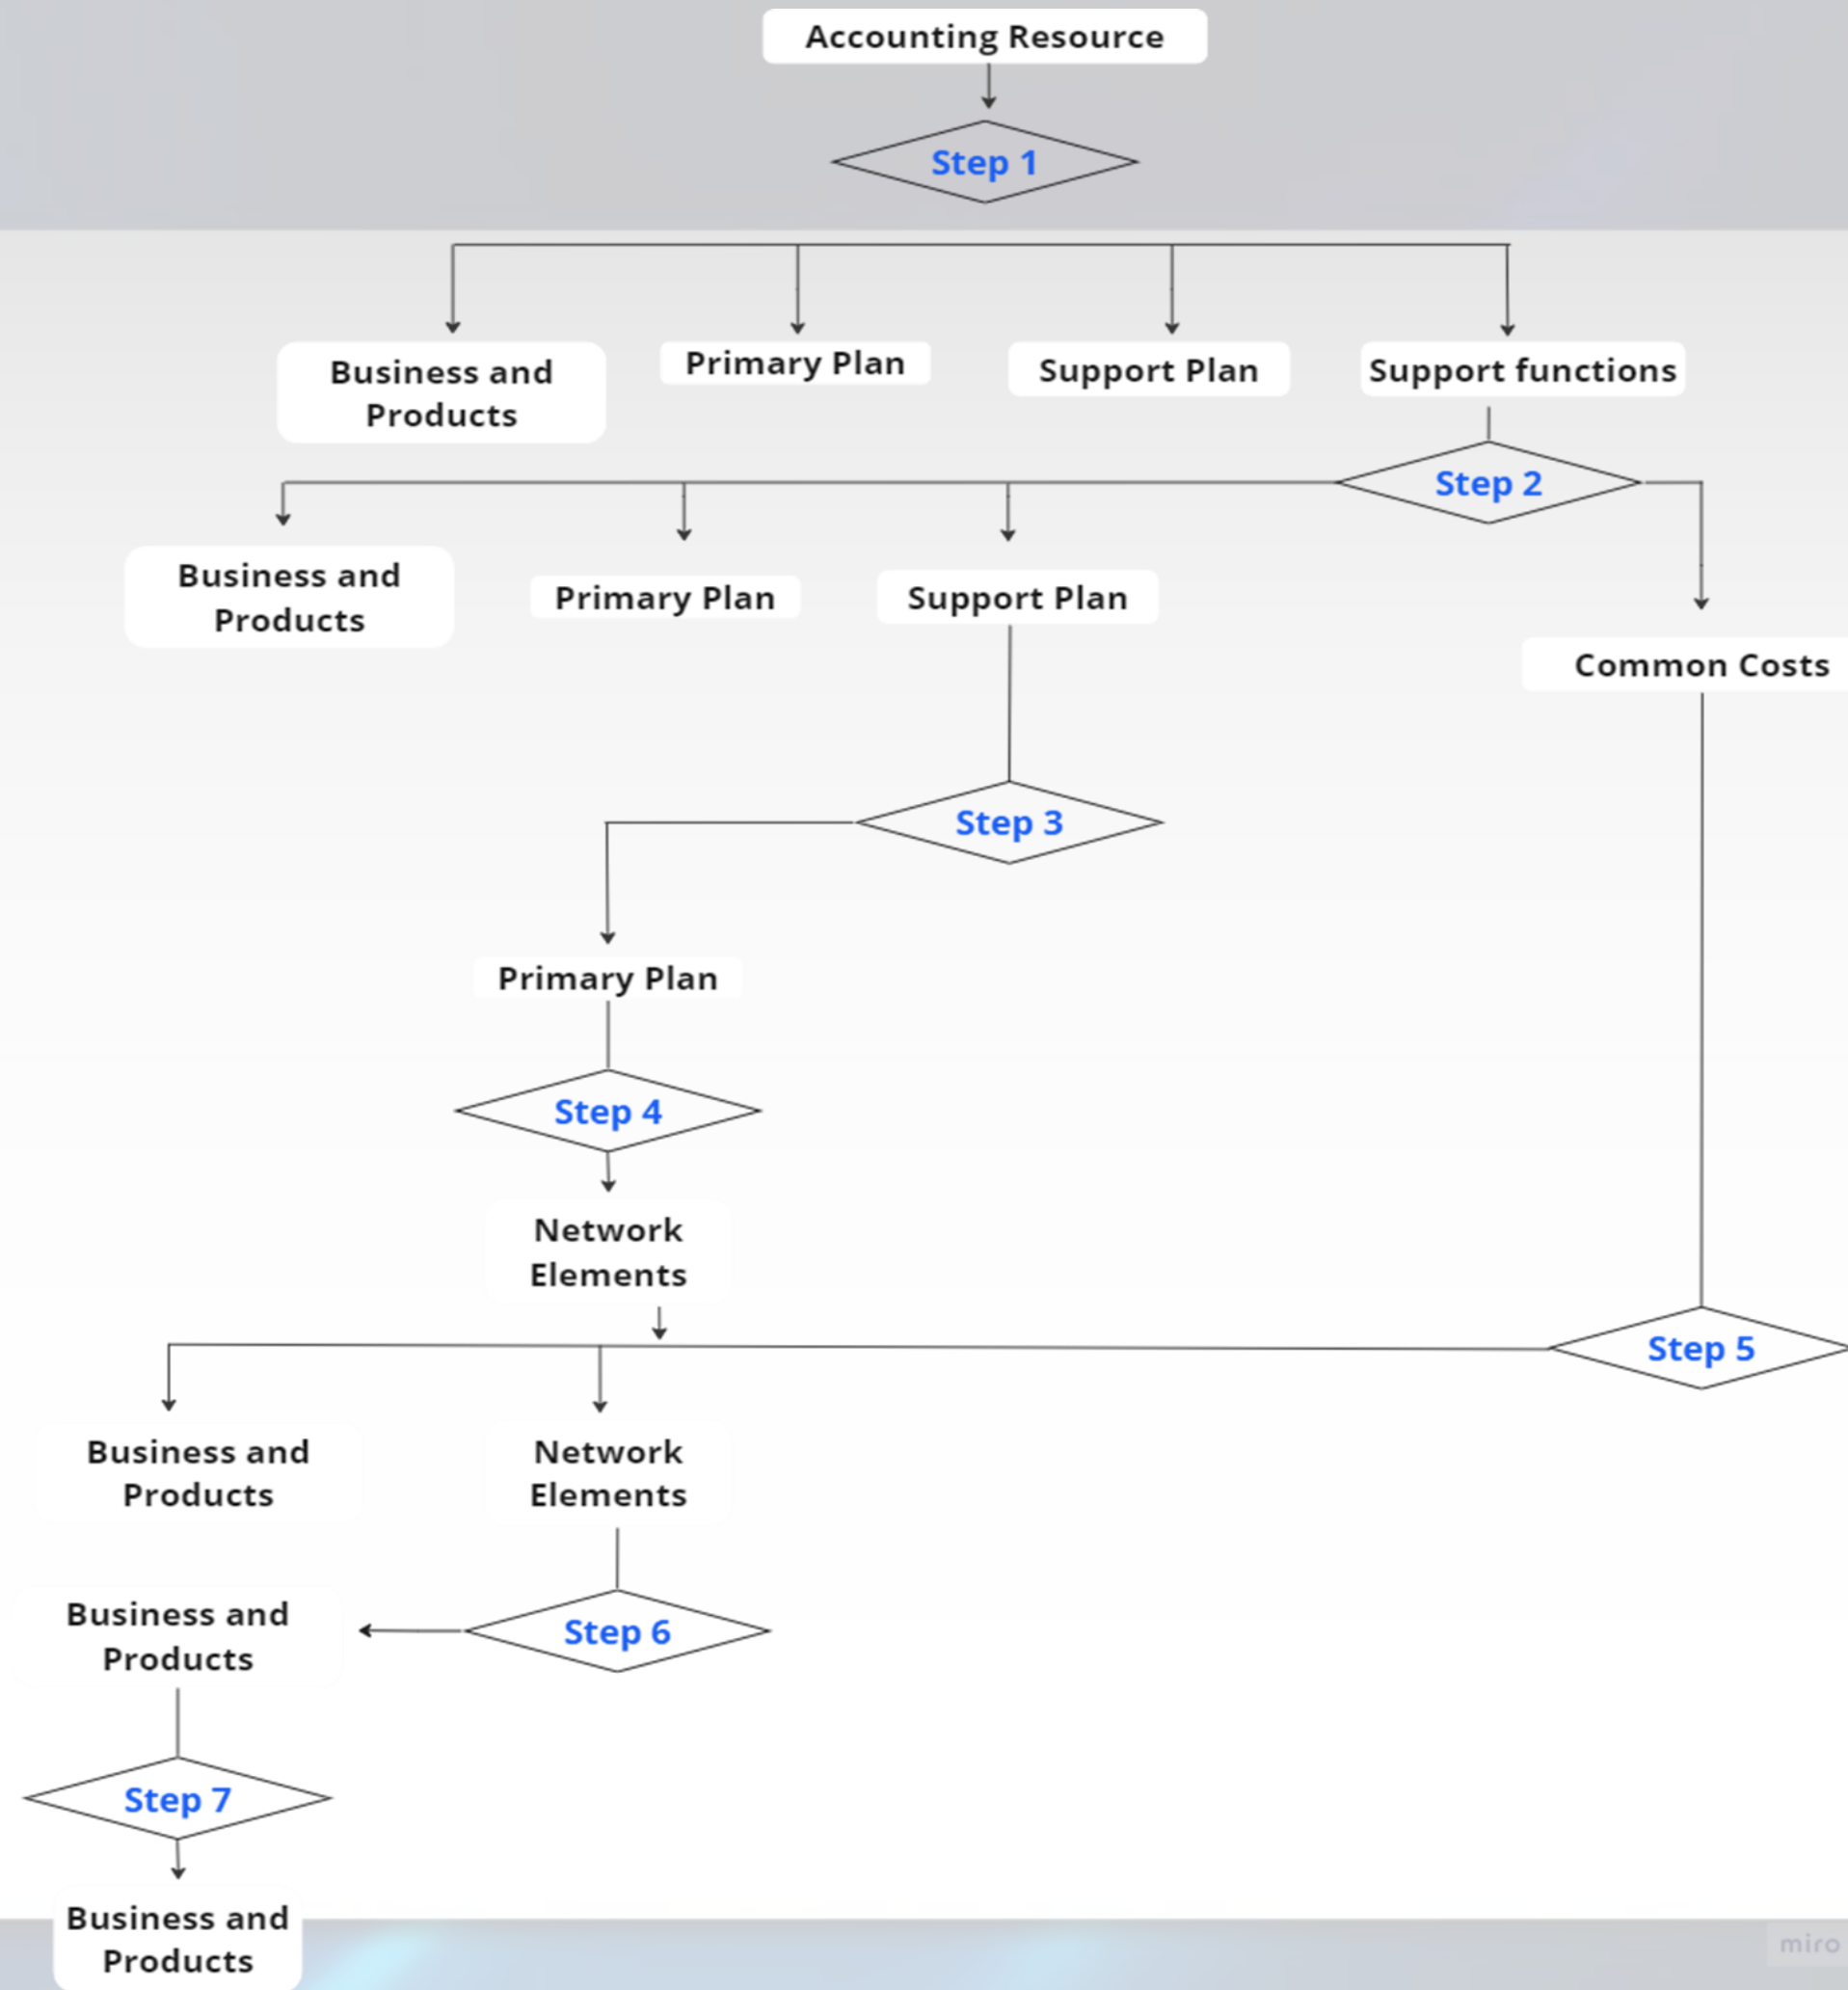 Accounting Resource
Step 1
Business and
Products
Primary Plan
Support Plan
Support functions
Step 2
Business and
Products
Primary Plan
Support Plan
Common Costs
Step 3
Primary Plan
Step 4
Network
Elements
Step 5
Business and
Products
Network
Elements
Business and
Products
Step 6
Step 7
Business and
Products
miro